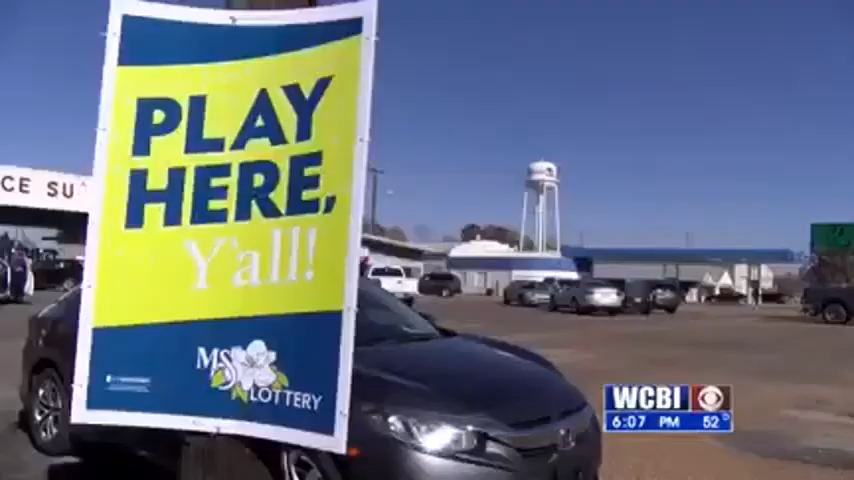 PLAY
HERE,
Y'all!
MS
LOTTERY
CE SU
WCBI
6:07 PM 52°